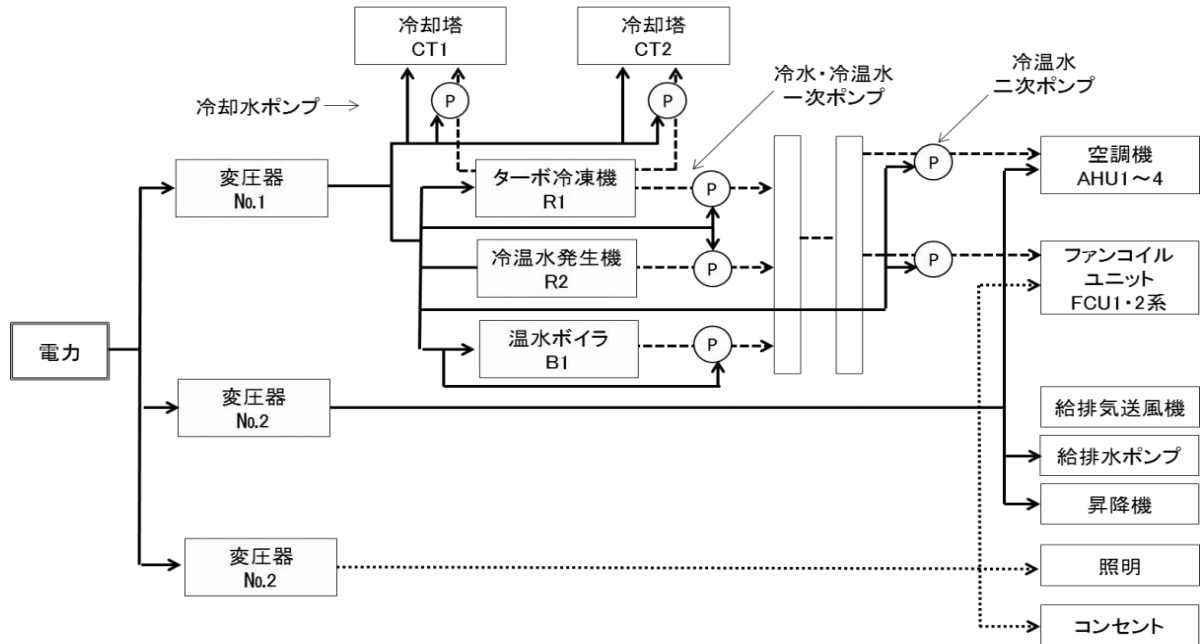 冷却塔
CT1
冷却塔
CT2
冷却水ポンプ
P
P
冷水・冷温水
一次ポンプ
冷温水
二次ポンプ
変圧器
№.1
ターボ冷凍機
R1
P
P
空調機
AHU1～4
冷温水発生機
R2
P
P
ファンコイル
ユニット
FCU1・2系
電力
温水ボイラ
B1
P
変圧器
№.2
給排気送風機
給排水ポンプ
昇降機
変圧器
№.2
照明
コンセント